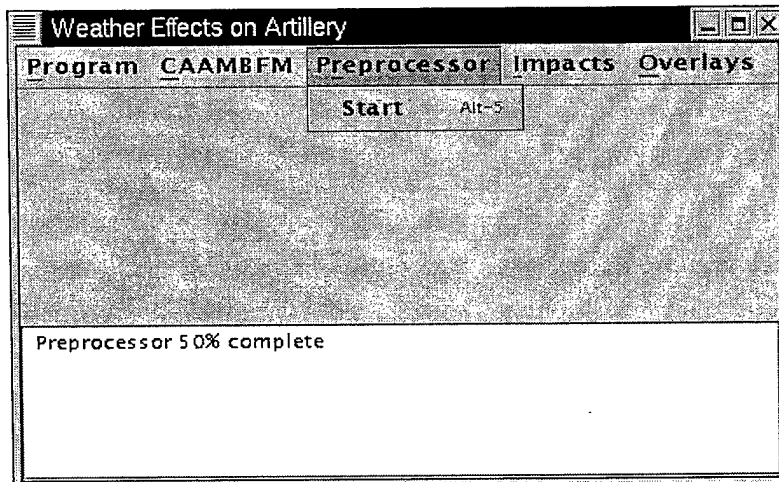 Weather Effects on Artillery
Program CAAMBFM Preprocessor Impacts Overlays
Start Alt-5
Preprocessor 50% complete